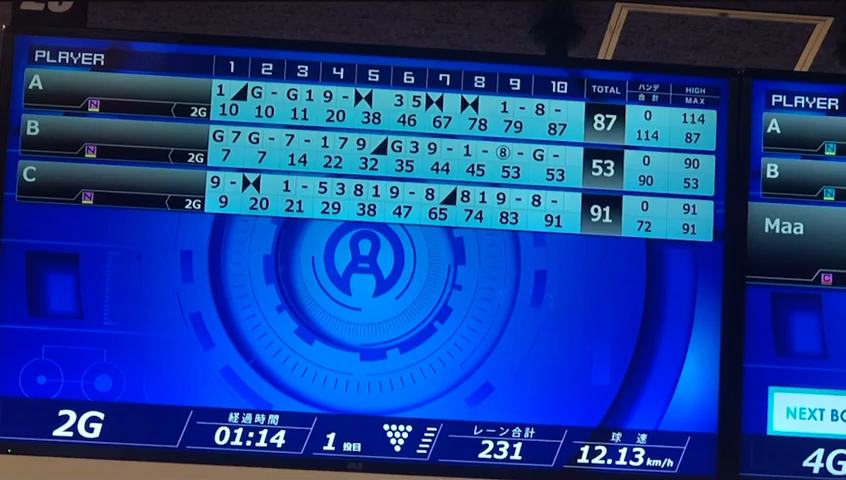 PLAYER 1 2 3 4 5 6 7 8 9 10 TOTAL ハンデ 合計 HIGH MAX
A 1 ◢ G - G 1 9 - ⧓ 3 5 ⧓ ⧓ 1 - 8 - 0 114
N 2G 10 10 11 20 38 46 67 78 79 87 87 114 87
B G 7 G - 7 - 1 7 9 ◢ G 3 9 - 1 - ⑧ - G - 0 90
N 2G 7 7 14 22 32 35 44 45 53 53 53 90 53
C 9 - ⧓ 1 - 5 3 8 1 9 - 8 ◢ 8 1 9 - 8 - 0 91
N 2G 9 20 21 29 38 47 65 74 83 91 91 72 91
2G
経過時間
01:14
1投目
レーン合計
231
球速
12.13km/h
PLAYER
A
N
B
N
Maa
C
NEXT BO
4G